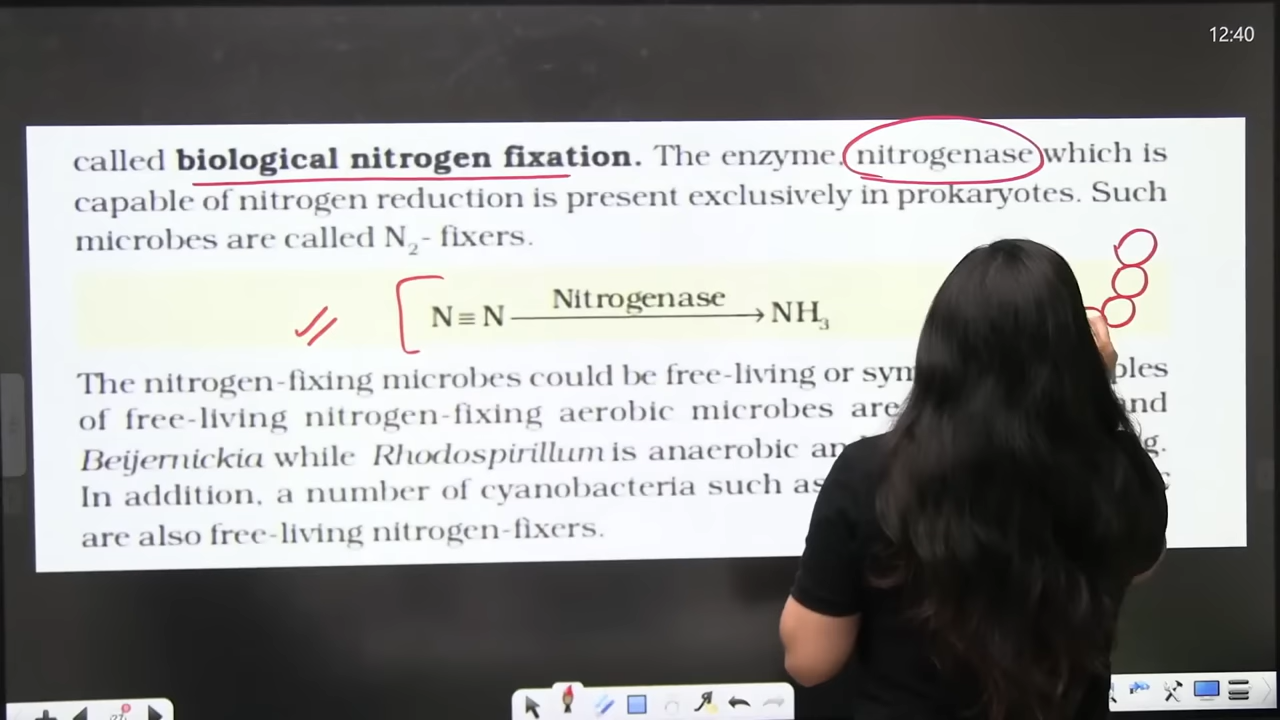 12:40
called biological nitrogen fixation. The enzyme, nitrogenase which is
capable of nitrogen reduction is present exclusively in prokaryotes. Such
microbes are called N₂- fixers.
N≡N Nitrogenase → NH₃
The nitrogen-fixing microbes could be free-living or
of free-living nitrogen-fixing aerobic microbes are and
Beijernickia while Rhodospirillum is anaerobic
In addition, a number of cyanobacteria such as
are also free-living nitrogen-fixers.